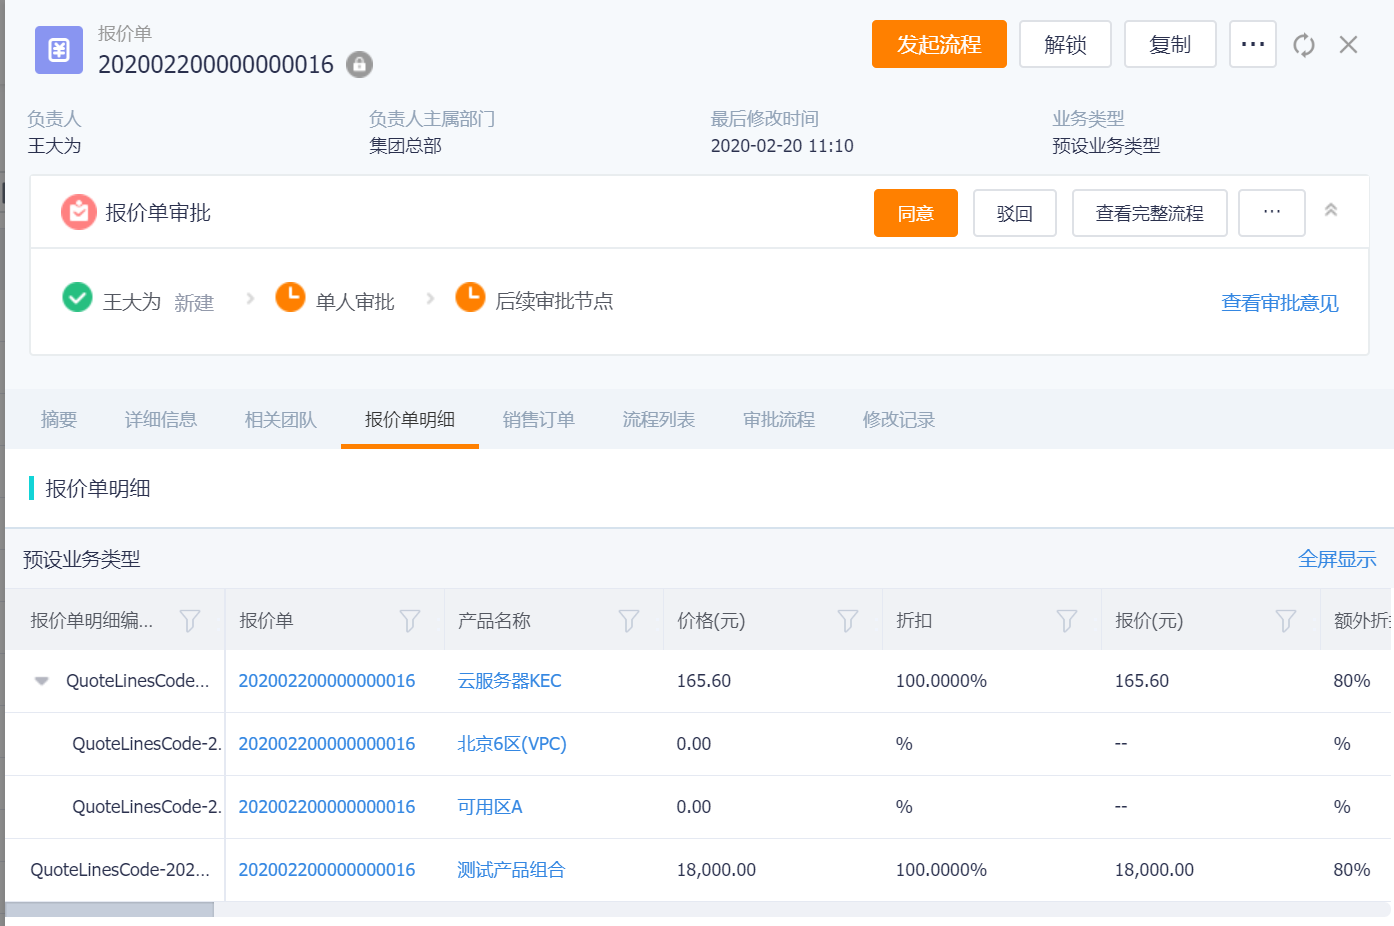 报价单
202002200000000016
发起流程 解锁 复制 ...
负责人 负责人主属部门 最后修改时间 业务类型
王大为 集团总部 2020-02-20 11:10 预设业务类型
报价单审批 同意 驳回 查看完整流程 ...
王大为 新建 单人审批 后续审批节点 查看审批意见
摘要 详细信息 相关团队 报价单明细 销售订单 流程列表 审批流程 修改记录
报价单明细
预设业务类型 全屏显示
报价单明细编... 报价单 产品名称 价格(元) 折扣 报价(元) 额外折
QuoteLinesCode... 202002200000000016 云服务器KEC 165.60 100.0000% 165.60 80%
QuoteLinesCode-2. 202002200000000016 北京6区(VPC) 0.00 % -- %
QuoteLinesCode-2. 202002200000000016 可用区A 0.00 % -- %
QuoteLinesCode-202... 202002200000000016 测试产品组合 18,000.00 100.0000% 18,000.00 80%